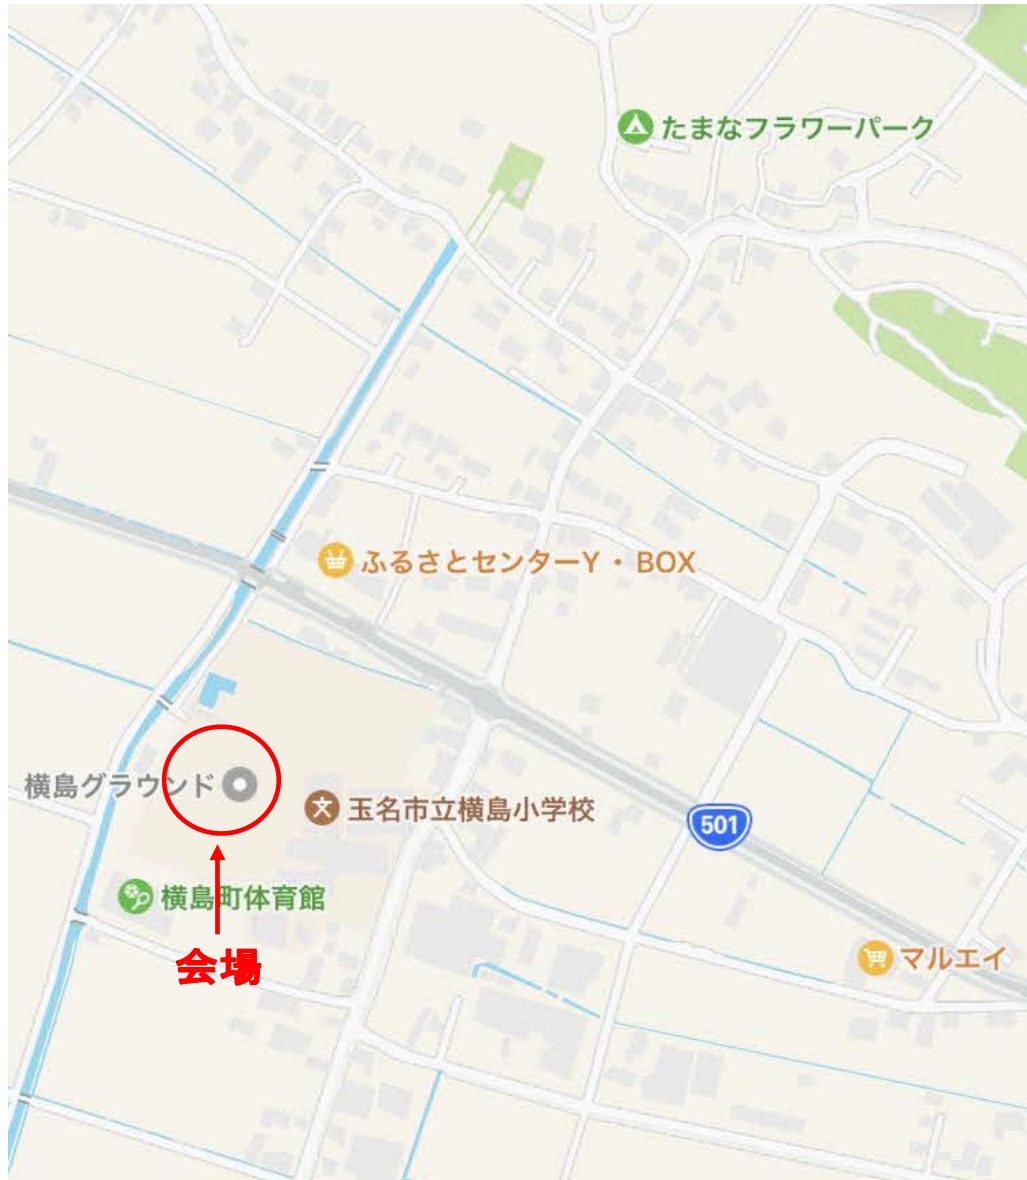 たまなフラワーパーク
ふるさとセンターY・BOX
横島グラウンド
玉名市立横島小学校
501
横島町体育館
会場
マルエイ